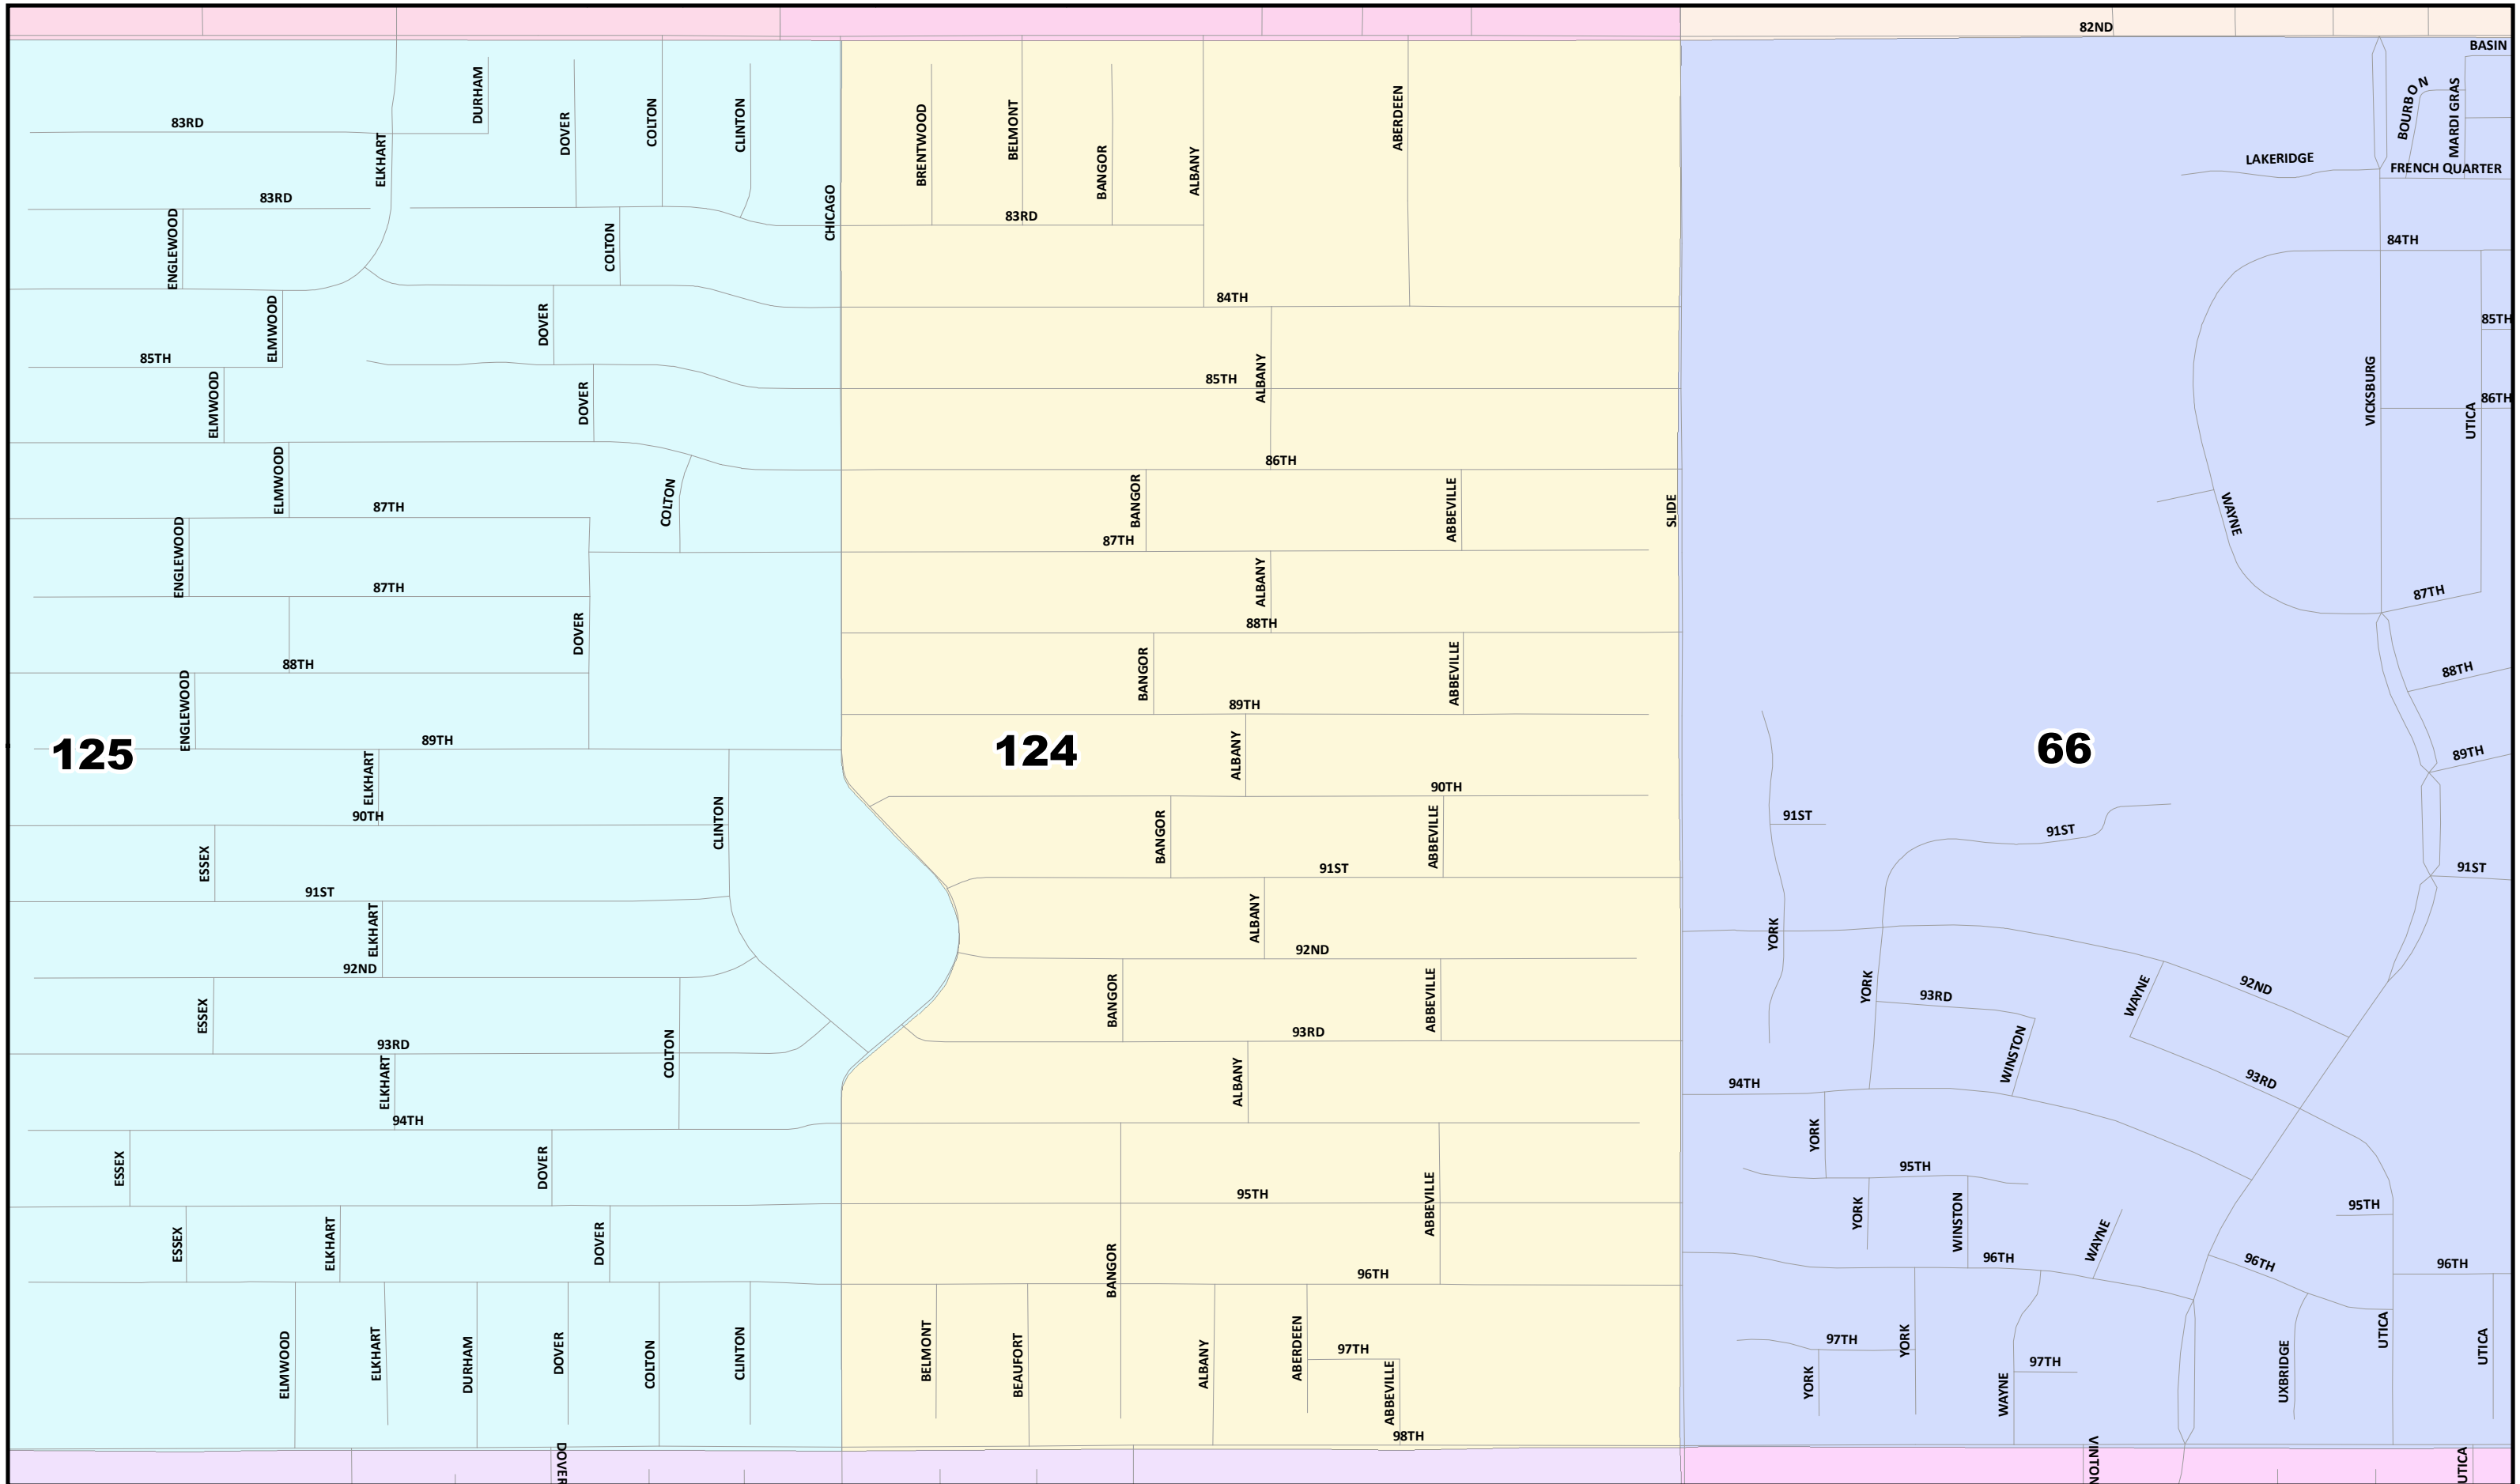 82ND
BASIN
DURHAM
DOVER
COLTON
CLINTON
BRENTWOOD
BELMONT
BANGOR
ALBANY
ABERDEEN
BOURBON
MARDI GRAS
83RD
ELKHART
LAKERIDGE
FRENCH QUARTER
83RD
CHICAGO
83RD
ENGLEWOOD
COLTON
84TH
84TH
ELMWOOD
DOVER
85TH
85TH
ALBANY
85TH
ELMWOOD
DOVER
VICKSBURG
UTICA
86TH
86TH
ELMWOOD
COLTON
BANGOR
ABBEVILLE
SLIDE
WAYNE
87TH
87TH
ENGLEWOOD
87TH
ALBANY
87TH
DOVER
88TH
88TH
BANGOR
ABBEVILLE
88TH
ENGLEWOOD
89TH
89TH
ALBANY
89TH
125
124
66
ELKHART
90TH
90TH
CLINTON
BANGOR
ABBEVILLE
91ST
91ST
ESSEX
91ST
91ST
91ST
ELKHART
ALBANY
YORK
92ND
92ND
YORK
93RD
WAYNE
92ND
ESSEX
BANGOR
ABBEVILLE
93RD
93RD
COLTON
WINSTON
ELKHART
ALBANY
94TH
93RD
94TH
ESSEX
DOVER
YORK
95TH
95TH
ABBEVILLE
95TH
ESSEX
ELKHART
DOVER
YORK
WINSTON
WAYNE
96TH
96TH
96TH
96TH
BANGOR
ELMWOOD
ELKHART
DURHAM
DOVER
COLTON
CLINTON
BELMONT
BEAUFORT
ALBANY
ABERDEEN
97TH
ABBEVILLE
97TH
YORK
YORK
97TH
WAYNE
UXBRIDGE
UTICA
UTICA
98TH
DOVER
VINTON
UTICA